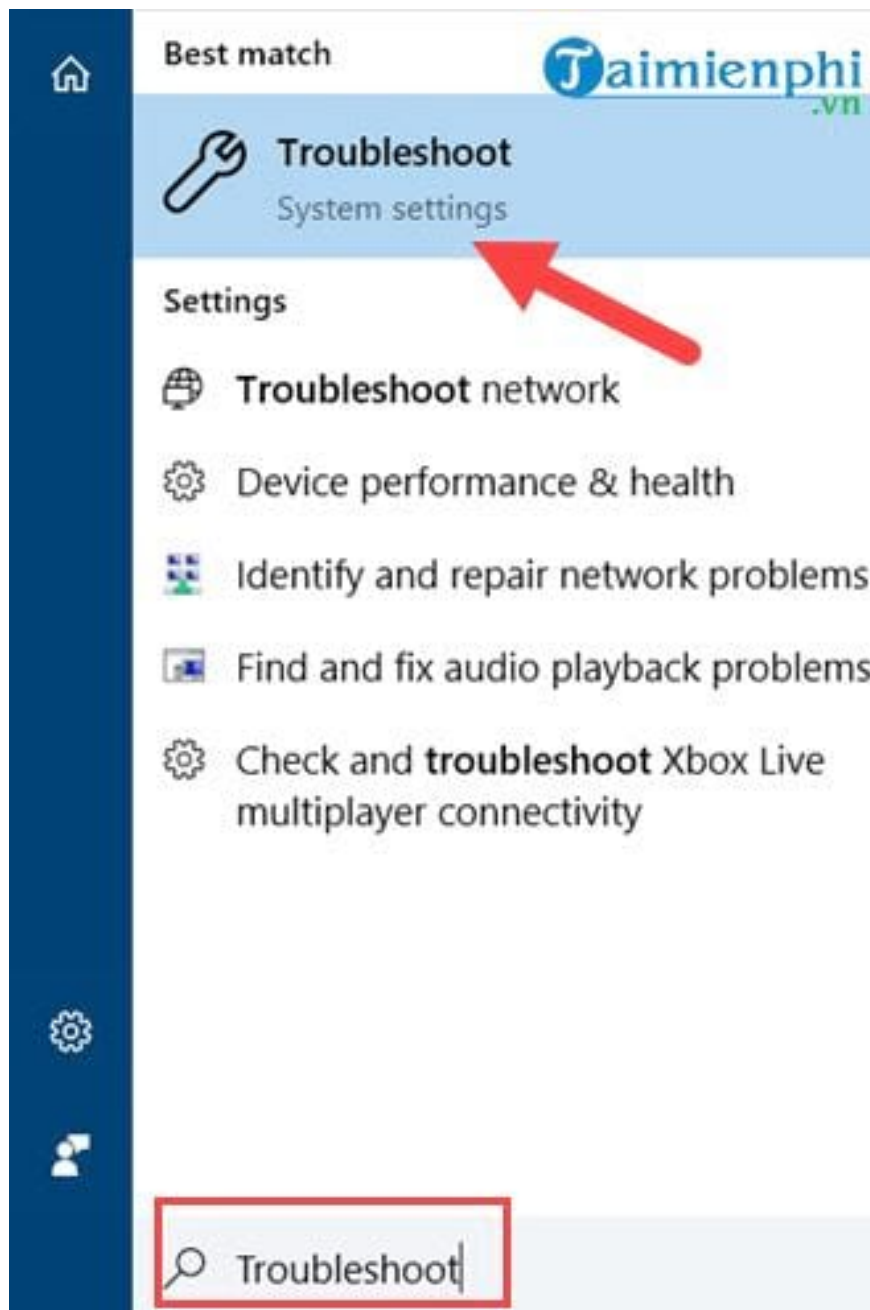 Best match
Taimienphi
.vn
Troubleshoot
System settings
Settings
Troubleshoot network
Device performance & health
Identify and repair network problems
Find and fix audio playback problems
Check and troubleshoot Xbox Live
multiplayer connectivity
Troubleshoot